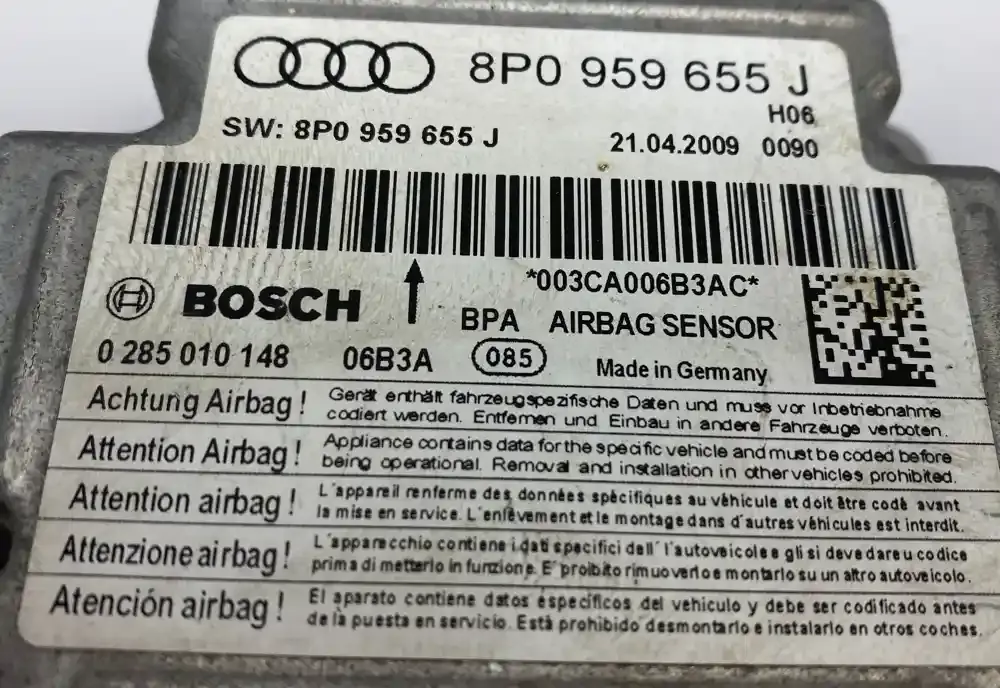 8P0 959 655 J
H06
SW: 8P0 959 655 J 21.04.2009 0090
*003CA006B3AC*
BOSCH BPA AIRBAG SENSOR
0 285 010 148 06B3A 085 Made in Germany
Achtung Airbag! Gerät enthält fahrzeugspezifische Daten und muss vor Inbetriebnahme
codiert werden. Entfernen und Einbau in andere Fahrzeuge verboten.
Attention Airbag! Appliance contains data for the specific vehicle and must be coded before
being operational. Removal and installation in other vehicles prohibited.
Attention airbag! L'appareil renferme des données spécifiques au véhicule et doit être codé avant
la mise en service. L'enlèvement et le montage dans d'autres véhicules est interdit.
Attenzione airbag! L'apparecchio contiene i dati specifici dell' l'autoveicolo e gli si deve dare u codice
prima di metterlo in funzione. E' proibito rimuoverlo e montarlo su un altro autoveicolo.
Atención airbag! El aparato contiene datos específicos del vehiculo y debe ser codificado antes
de la puesta en servicio. Está prohibido desmontarlo e instalarlo en otros coches.